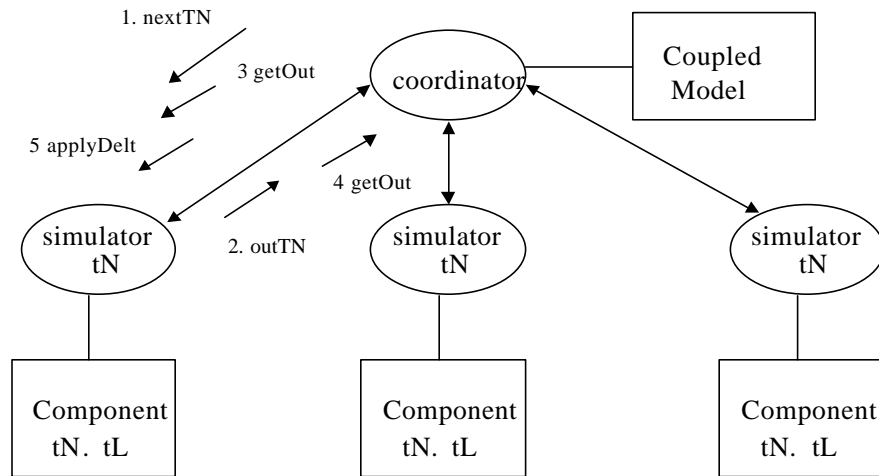 1. nextTN
3 getOut
coordinator
Coupled
Model
5 applyDelt
4 getOut
2. outTN
simulator
tN
simulator
tN
simulator
tN
Component
tN. tL
Component
tN. tL
Component
tN. tL